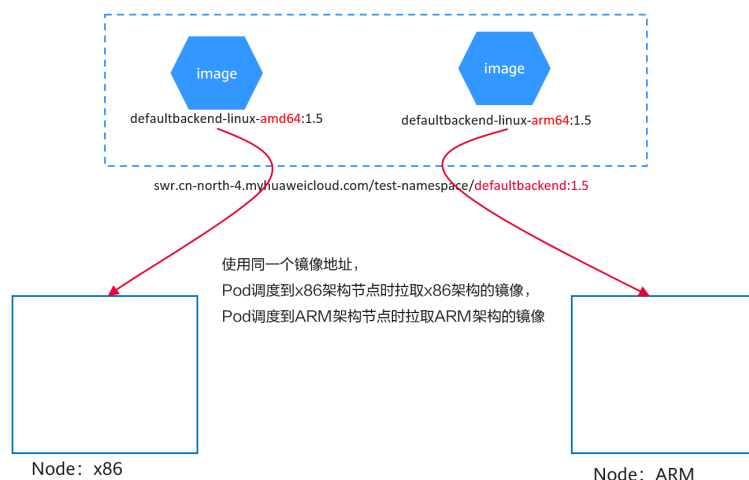 image
image
defaultbackend-linux-amd64:1.5
defaultbackend-linux-arm64:1.5
swr.cn-north-4.myhuaweicloud.com/test-namespace/defaultbackend:1.5
使用同一个镜像地址，
Pod调度到x86架构节点时拉取x86架构的镜像，
Pod调度到ARM架构节点时拉取ARM架构的镜像
Node：x86
Node：ARM